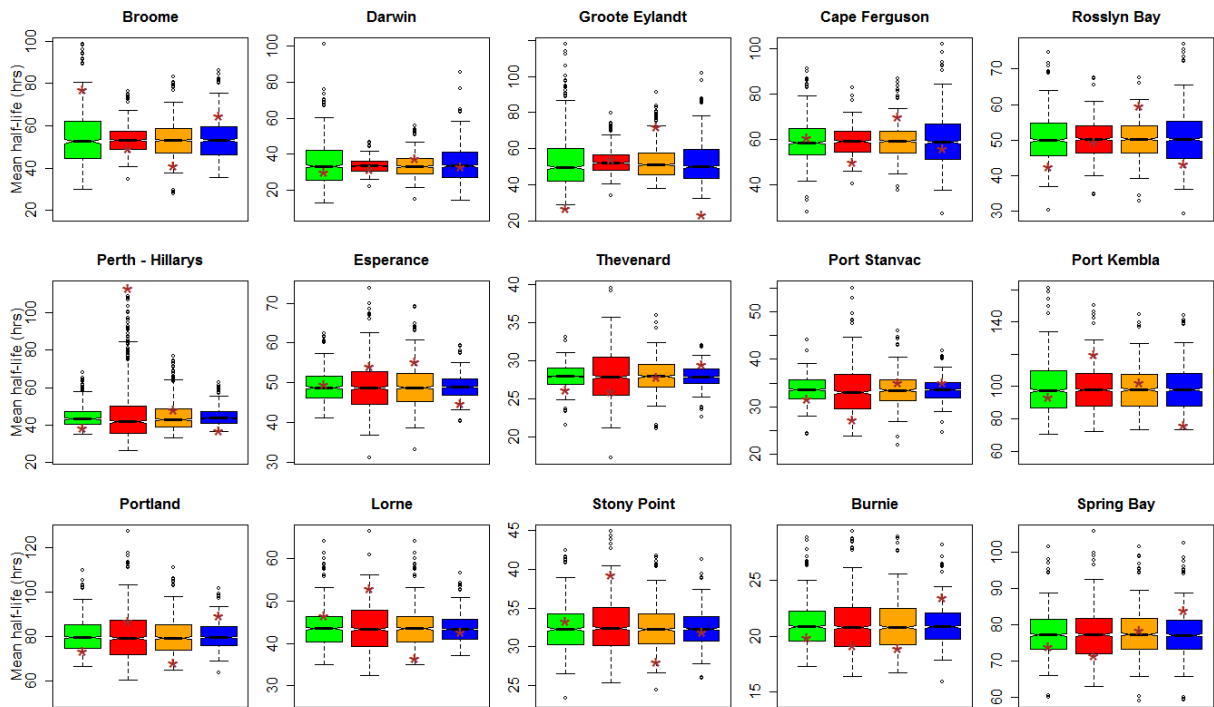 Broome Darwin Groote Eylandt Cape Ferguson Rosslyn Bay
Mean half-life (hrs)
20 40 60 80 100
20 40 60 80 100
20 40 60 80 100
40 60 80 100
30 40 50 60 70
Perth - Hillarys Esperance Thevenard Port Stanvac Port Kembla
Mean half-life (hrs)
20 40 60 80 100
30 40 50 60 70
20 25 30 35 40
20 30 40 50
60 80 100 140
Portland Lorne Stony Point Burnie Spring Bay
Mean half-life (hrs)
60 80 100 120
30 40 50 60
25 30 35 40 45
15 20 25
60 70 80 90 100